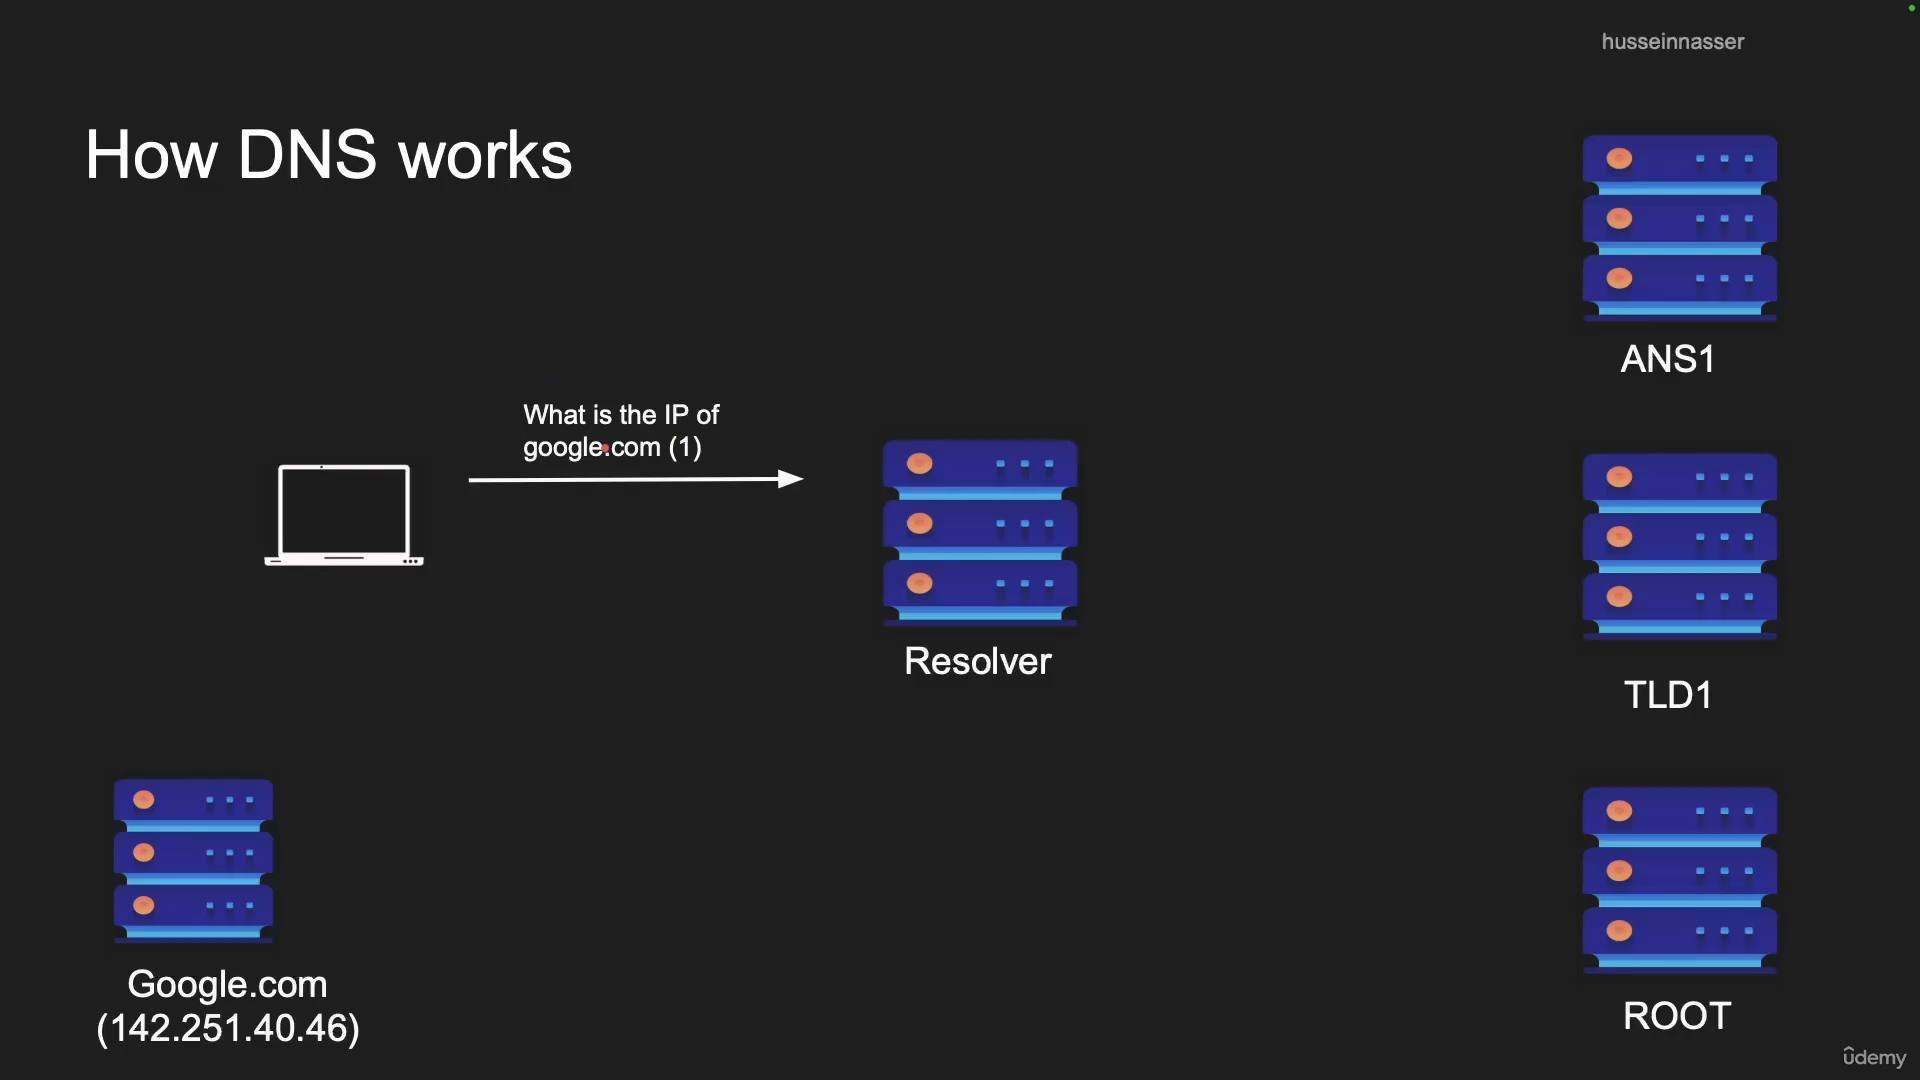 husseinnasser
How DNS works
ANS1
What is the IP of
google.com (1)
Resolver
TLD1
Google.com
(142.251.40.46)
ROOT
ûdemy